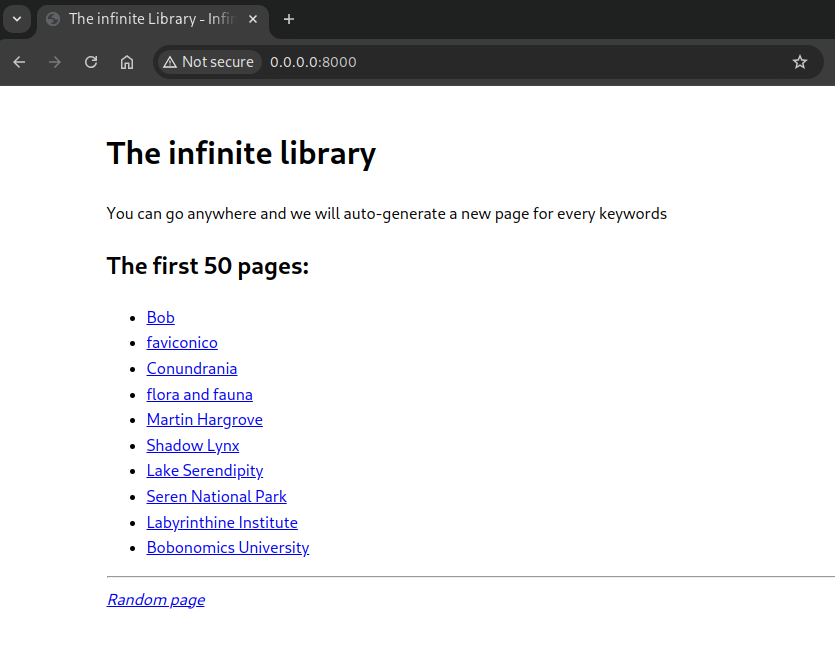 The infinite Library - Infin
Not secure 0.0.0.0:8000
The infinite library
You can go anywhere and we will auto-generate a new page for every keywords
The first 50 pages:
Bob
faviconico
Conundrania
flora and fauna
Martin Hargrove
Shadow Lynx
Lake Serendipity
Seren National Park
Labyrinthine Institute
Bobonomics University
Random page